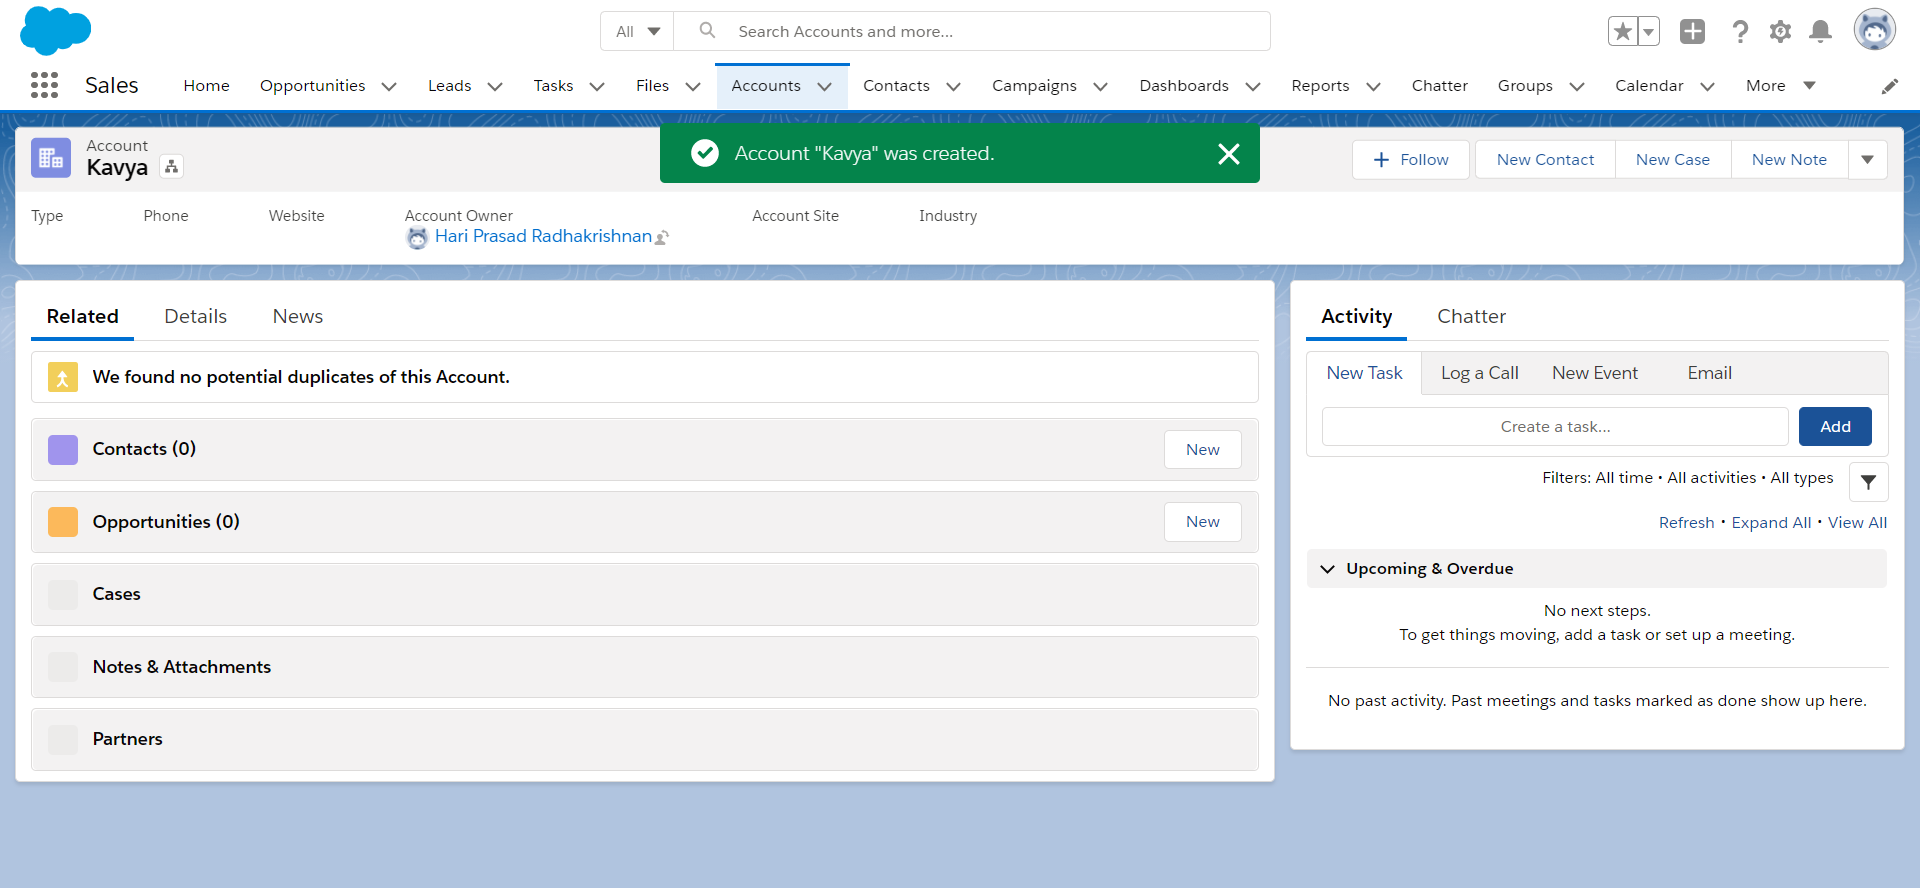 All
Search Accounts and more...
Sales
Home
Opportunities
Leads
Tasks
Files
Accounts
Contacts
Campaigns
Dashboards
Reports
Chatter
Groups
Calendar
More
Account
Kavya
Account "Kavya" was created.
Follow
New Contact
New Case
New Note
Type
Phone
Website
Account Owner
Account Site
Industry
Hari Prasad Radhakrishnan
Related
Details
News
We found no potential duplicates of this Account.
Contacts (0)
New
Opportunities (0)
New
Cases
Notes & Attachments
Partners
Activity
Chatter
New Task
Log a Call
New Event
Email
Create a task...
Add
Filters: All time • All activities • All types
Refresh • Expand All • View All
Upcoming & Overdue
No next steps.
To get things moving, add a task or set up a meeting.
No past activity. Past meetings and tasks marked as done show up here.